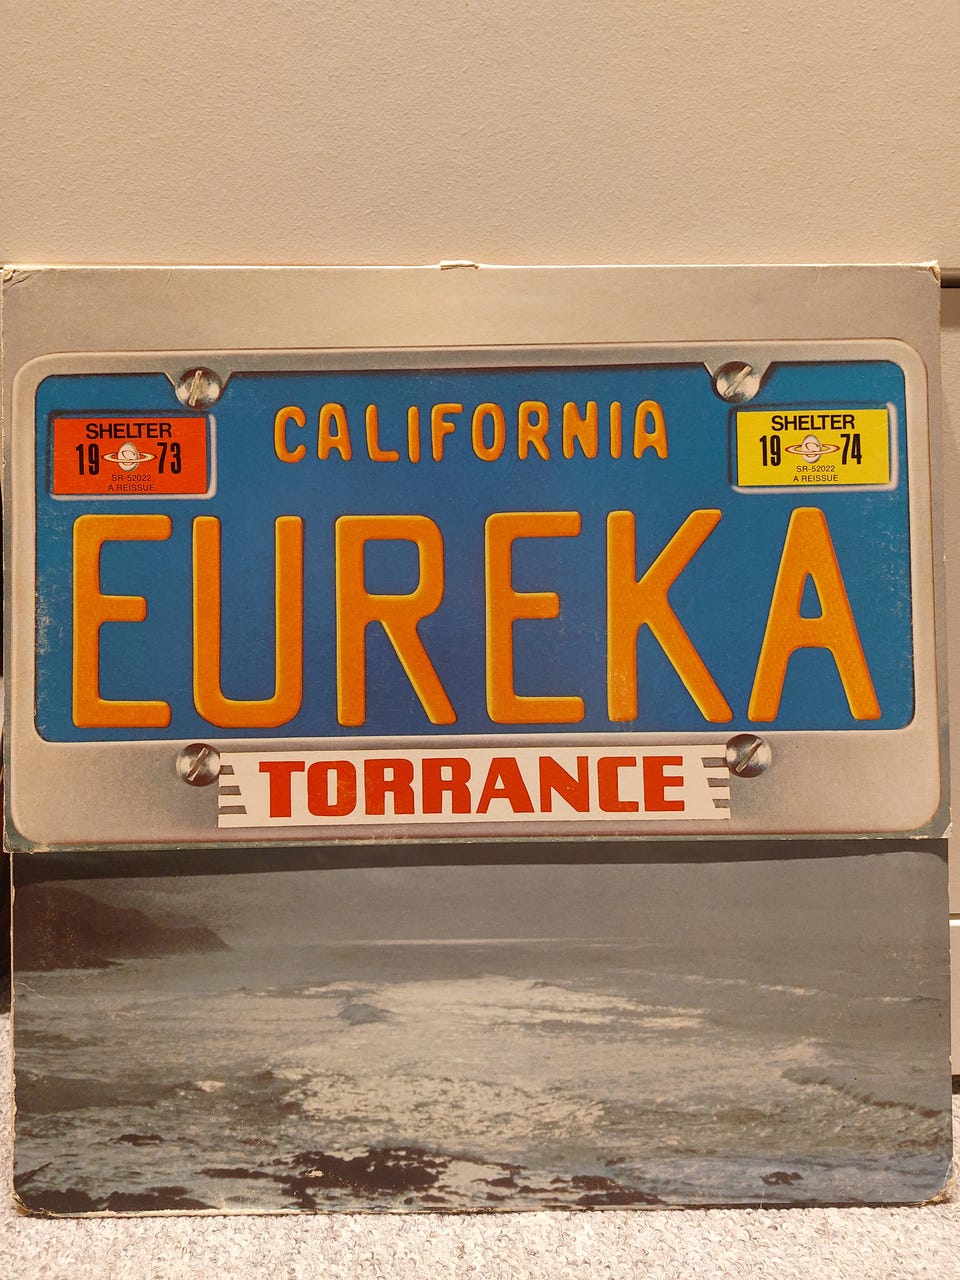 CALIFORNIA
SHELTER
19 73
SR-52022
A REISSUE
SHELTER
19 74
SR-52022
A REISSUE
EUREKA
TORRANCE